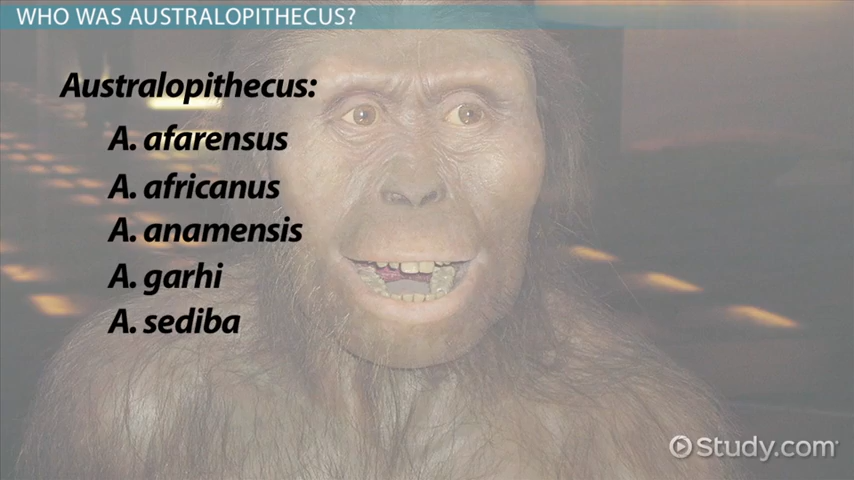 WHO WAS AUSTRALOPITHECUS?
Australopithecus:
A. afarensus
A. africanus
A. anamensis
A. garhi
A. sediba
Study.com